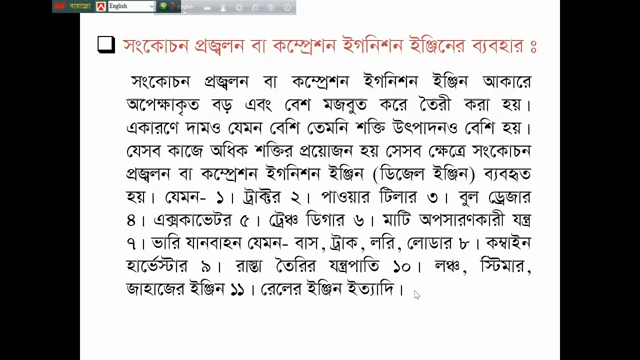 English
❑ সংকোচন প্রজ্বলন বা কম্প্রেশন ইগনিশন ইঞ্জিনের ব্যবহার ঃ
সংকোচন প্রজ্বলন বা কম্প্রেশন ইগনিশন ইঞ্জিন আকারে
অপেক্ষাকৃত বড় এবং বেশ মজবুত করে তৈরী করা হয়।
একারণে দামও যেমন বেশি তেমনি শক্তি উৎপাদনও বেশি হয়।
যেসব কাজে অধিক শক্তির প্রয়োজন হয় সেসব ক্ষেত্রে সংকোচন
প্রজ্বলন বা কম্প্রেশন ইগনিশন ইঞ্জিন (ডিজেল ইঞ্জিন) ব্যবহৃত
হয়। যেমন- ১। ট্রাক্টর ২। পাওয়ার টিলার ৩। বুল ড্রেজার
৪। এক্সকাভেটর ৫। ট্রেঞ্চ ডিগার ৬। মাটি অপসারণকারী যন্ত্র
৭। ভারি যানবাহন যেমন- বাস, ট্রাক, লরি, লোডার ৮। কম্বাইন
হার্ভেস্টার ৯। রাস্তা তৈরির যন্ত্রপাতি ১০। লঞ্চ, স্টিমার,
জাহাজের ইঞ্জিন ১১। রেলের ইঞ্জিন ইত্যাদি।